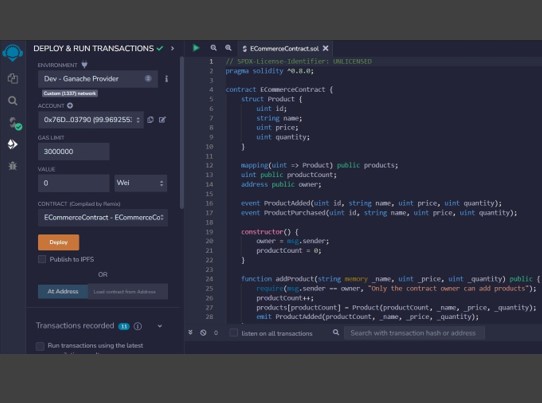 DEPLOY & RUN TRANSACTIONS
ENVIRONMENT
Dev - Ganache Provider
Custom (1337) network
ACCOUNT
0x76D...03790 (99.969255
GAS LIMIT
3000000
VALUE
0
Wei
CONTRACT (Compiled by Remix)
ECommerceContract - ECommerceCo
Deploy
Publish to IPFS
OR
At Address
Load contract from Address
Transactions recorded 11
Run transactions using the latest
ECommerceContract.sol
1 // SPDX-License-Identifier: UNLICENSED
2 pragma solidity ^0.8.0;
3
4 contract ECommerceContract {
5 struct Product {
6 uint id;
7 string name;
8 uint price;
9 uint quantity;
10 }
11
12 mapping(uint => Product) public products;
13 uint public productCount;
14 address public owner;
15
16 event ProductAdded(uint id, string name, uint price, uint quantity);
17 event ProductPurchased(uint id, string name, uint price, uint quantity);
18
19 constructor() {
20 owner = msg.sender;
21 productCount = 0;
22 }
23
24 function addProduct(string memory _name, uint _price, uint _quantity) public {
25 require(msg.sender == owner, "Only the contract owner can add products");
26 productCount++;
27 products[productCount] = Product(productCount, _name, _price, _quantity);
28 emit ProductAdded(productCount, _name, _price, _quantity);
listen on all transactions
Search with transaction hash or address